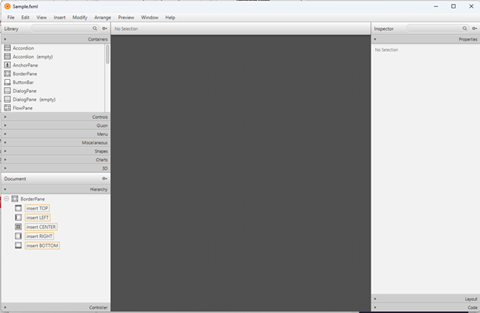 Sample.fxml
File Edit View Insert Modify Arrange Preview Window Help
Library
Containers
Accordion
Accordion (empty)
AnchorPane
BorderPane
ButtonBar
DialogPane
DialogPane (empty)
FlowPane
Controls
Gluon
Menu
Miscellaneous
Shapes
Charts
3D
Document
Hierarchy
BorderPane
insert TOP
insert LEFT
insert CENTER
insert RIGHT
insert BOTTOM
Controller
No Selection
Inspector
Properties
No Selection
Layout
Code